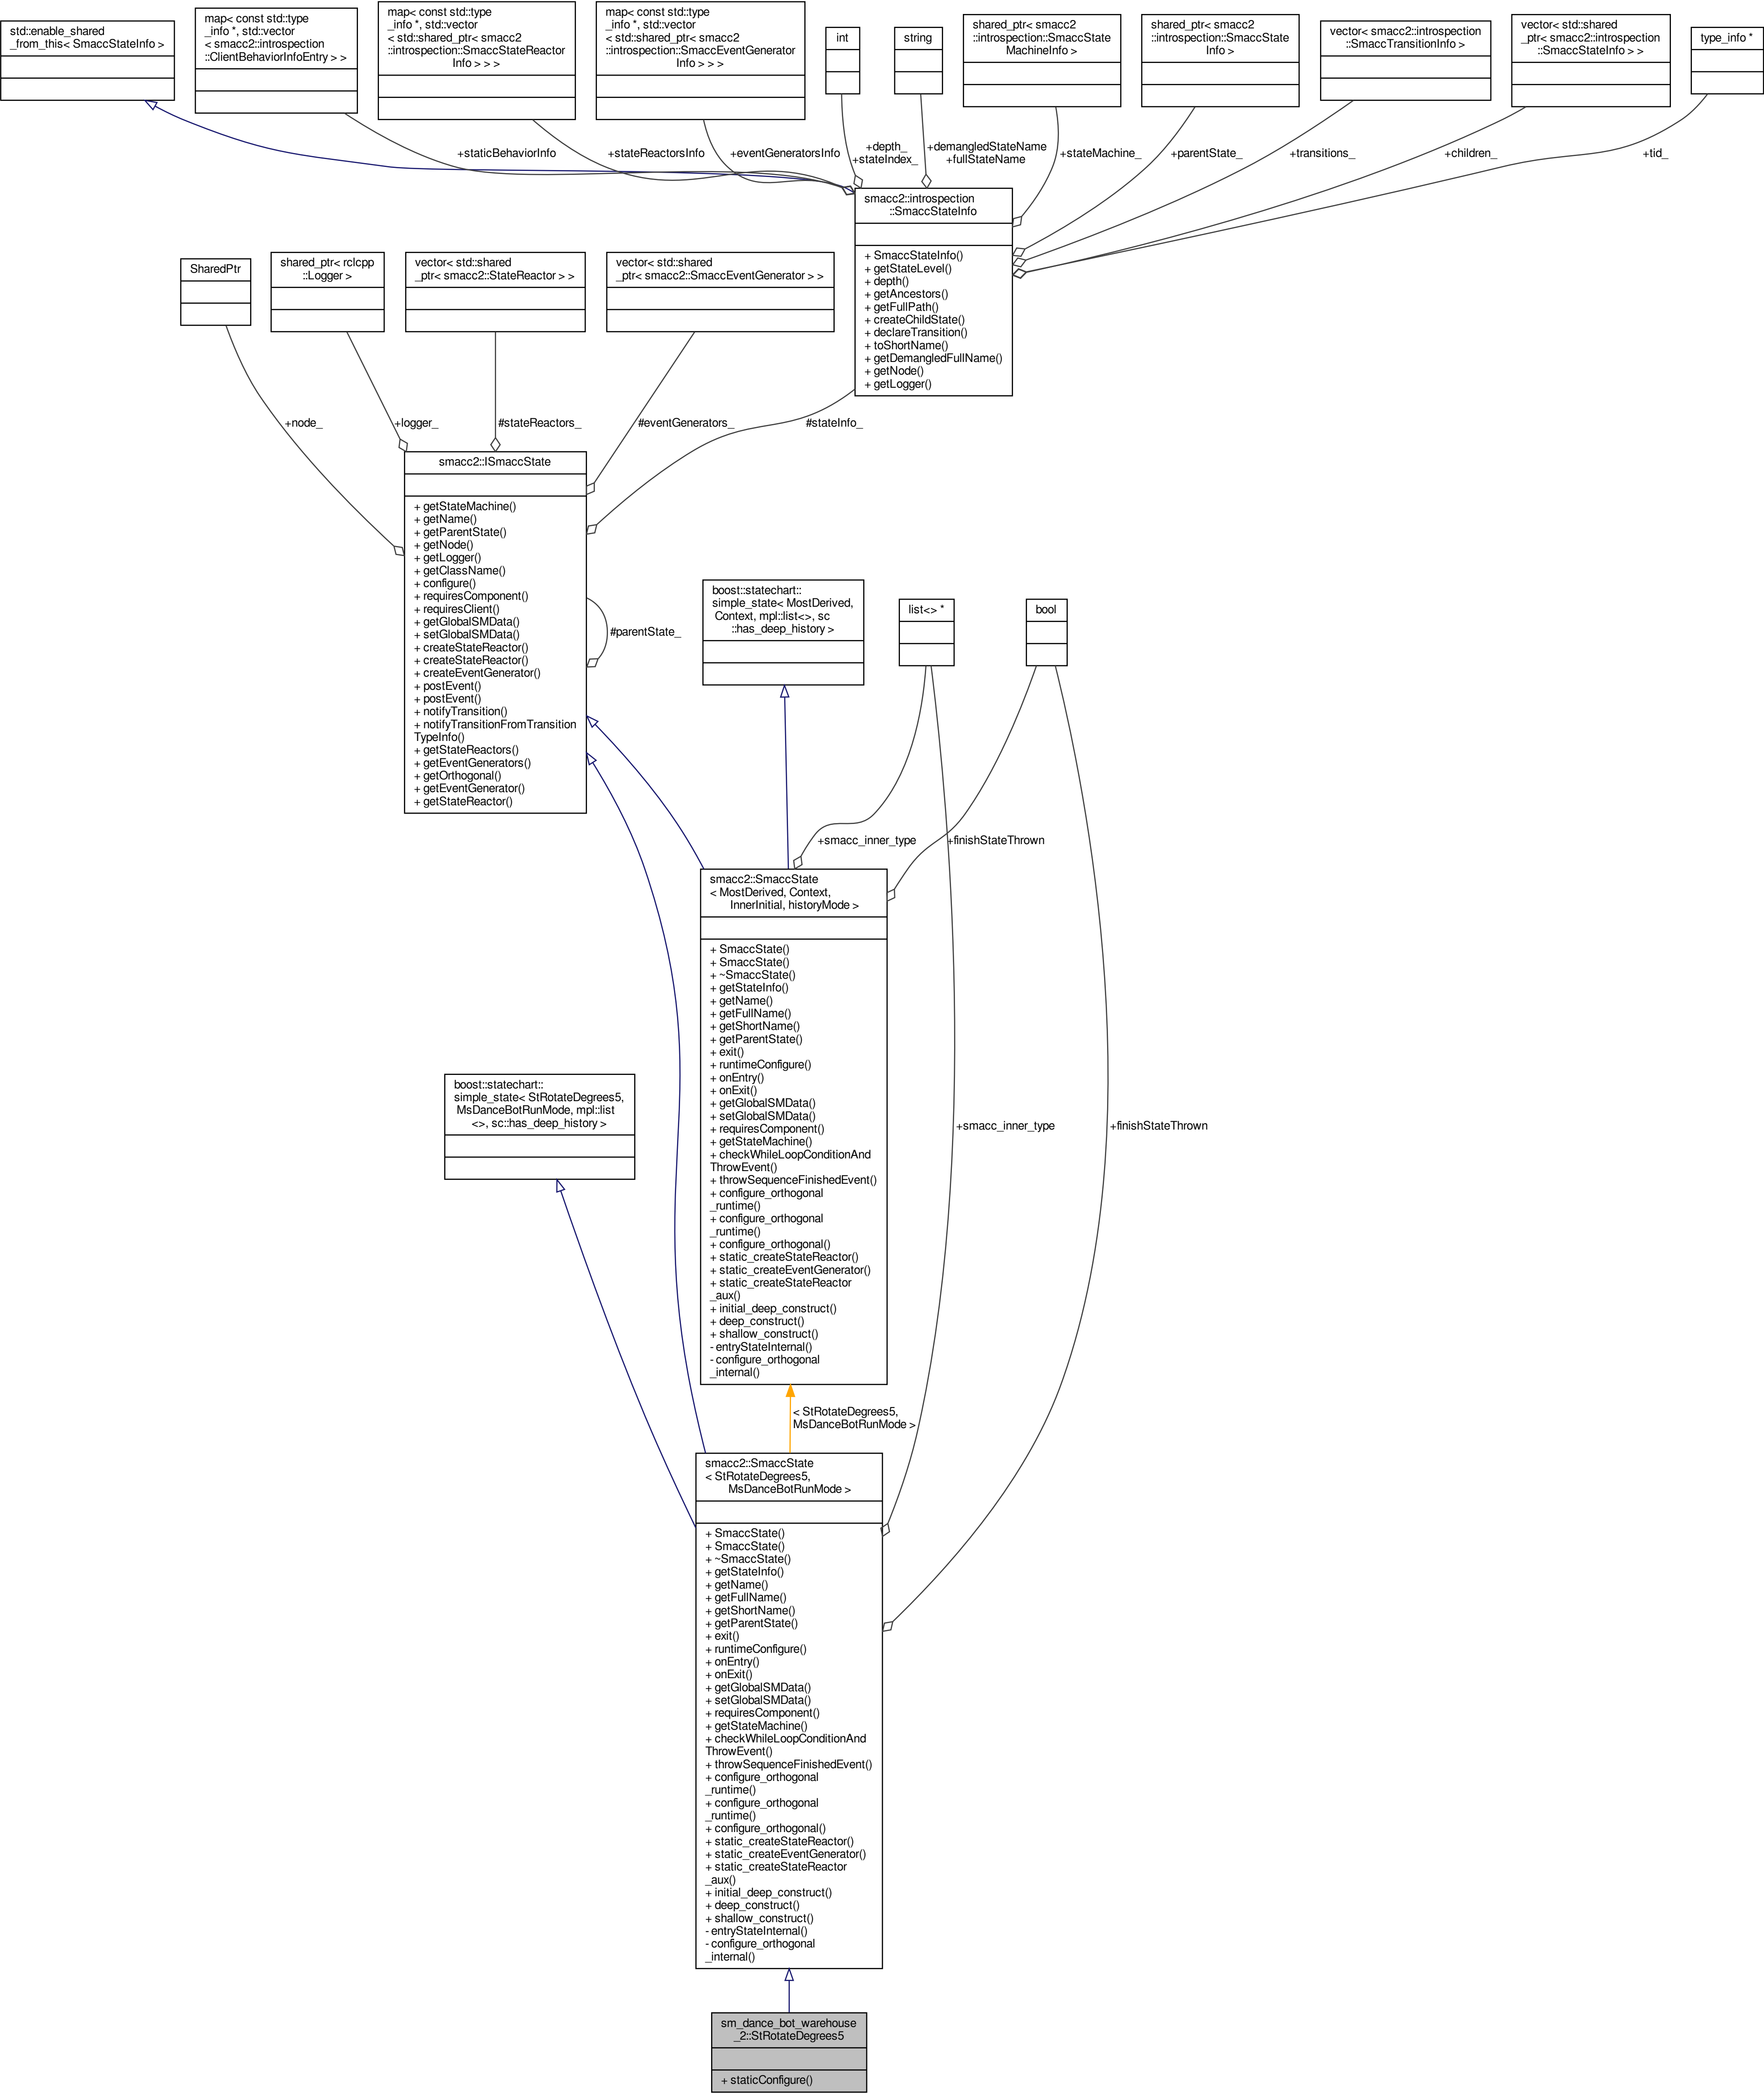 std::enable_shared
_from_this< SmaccStateInfo >
map< const std::type
_info *, std::vector
< smacc2::introspection
::ClientBehaviorInfoEntry > >
map< const std::type
_info *, std::vector
< std::shared_ptr< smacc2
::introspection::SmaccStateReactor
Info > > >
map< const std::type
_info *, std::vector
< std::shared_ptr< smacc2
::introspection::SmaccEventGenerator
Info > > >
int
string
shared_ptr< smacc2
::introspection::SmaccState
MachineInfo >
shared_ptr< smacc2
::introspection::SmaccState
Info >
vector< smacc2::introspection
::SmaccTransitionInfo >
vector< std::shared
_ptr< smacc2::introspection
::SmaccStateInfo > >
type_info *
+staticBehaviorInfo
+stateReactorsInfo
+eventGeneratorsInfo
+depth_
+stateIndex_
+demangledStateName
+fullStateName
+stateMachine_
+parentState_
+transitions_
+children_
+tid_
smacc2::introspection
::SmaccStateInfo
+ SmaccStateInfo()
+ getStateLevel()
+ depth()
+ getAncestors()
+ getFullPath()
+ createChildState()
+ declareTransition()
+ toShortName()
+ getDemangledFullName()
+ getNode()
+ getLogger()
SharedPtr
shared_ptr< rclcpp
::Logger >
vector< std::shared
_ptr< smacc2::StateReactor > >
vector< std::shared
_ptr< smacc2::SmaccEventGenerator > >
+node_
+logger_
#stateReactors_
#eventGenerators_
#stateInfo_
smacc2::ISmaccState
+ getStateMachine()
+ getName()
+ getParentState()
+ getNode()
+ getLogger()
+ getClassName()
+ configure()
+ requiresComponent()
+ requiresClient()
+ getGlobalSMData()
+ setGlobalSMData()
+ createStateReactor()
+ createStateReactor()
+ createEventGenerator()
+ postEvent()
+ postEvent()
+ notifyTransition()
+ notifyTransitionFromTransition
TypeInfo()
+ getStateReactors()
+ getEventGenerators()
+ getOrthogonal()
+ getEventGenerator()
+ getStateReactor()
#parentState_
boost::statechart::
simple_state< MostDerived,
Context, mpl::list<>, sc
::has_deep_history >
list<> *
bool
+smacc_inner_type
+finishStateThrown
smacc2::SmaccState
< MostDerived, Context,
InnerInitial, historyMode >
+ SmaccState()
+ SmaccState()
+ ~SmaccState()
+ getStateInfo()
+ getName()
+ getFullName()
+ getShortName()
+ getParentState()
+ exit()
+ runtimeConfigure()
+ onEntry()
+ onExit()
+ getGlobalSMData()
+ setGlobalSMData()
+ requiresComponent()
+ getStateMachine()
+ checkWhileLoopConditionAnd
ThrowEvent()
+ throwSequenceFinishedEvent()
+ configure_orthogonal
_runtime()
+ configure_orthogonal
_runtime()
+ configure_orthogonal()
+ static_createStateReactor()
+ static_createEventGenerator()
+ static_createStateReactor
_aux()
+ initial_deep_construct()
+ deep_construct()
+ shallow_construct()
- entryStateInternal()
- configure_orthogonal
_internal()
boost::statechart::
simple_state< StRotateDegrees5,
MsDanceBotRunMode, mpl::list
<>, sc::has_deep_history >
+smacc_inner_type
+finishStateThrown
< StRotateDegrees5,
MsDanceBotRunMode >
smacc2::SmaccState
< StRotateDegrees5,
MsDanceBotRunMode >
+ SmaccState()
+ SmaccState()
+ ~SmaccState()
+ getStateInfo()
+ getName()
+ getFullName()
+ getShortName()
+ getParentState()
+ exit()
+ runtimeConfigure()
+ onEntry()
+ onExit()
+ getGlobalSMData()
+ setGlobalSMData()
+ requiresComponent()
+ getStateMachine()
+ checkWhileLoopConditionAnd
ThrowEvent()
+ throwSequenceFinishedEvent()
+ configure_orthogonal
_runtime()
+ configure_orthogonal
_runtime()
+ configure_orthogonal()
+ static_createStateReactor()
+ static_createEventGenerator()
+ static_createStateReactor
_aux()
+ initial_deep_construct()
+ deep_construct()
+ shallow_construct()
- entryStateInternal()
- configure_orthogonal
_internal()
sm_dance_bot_warehouse
_2::StRotateDegrees5
+ staticConfigure()